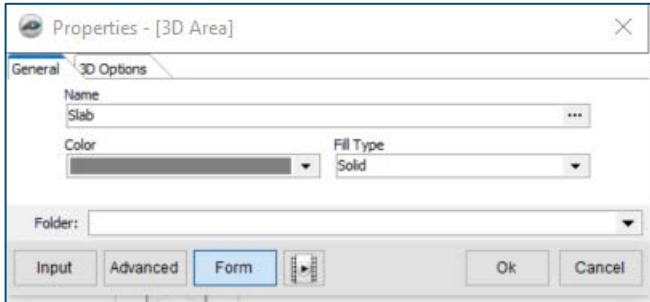 Properties - [3D Area]
General 3D Options
Name
Slab
...
Color Fill Type
Solid
Folder:
Input Advanced Form Ok Cancel